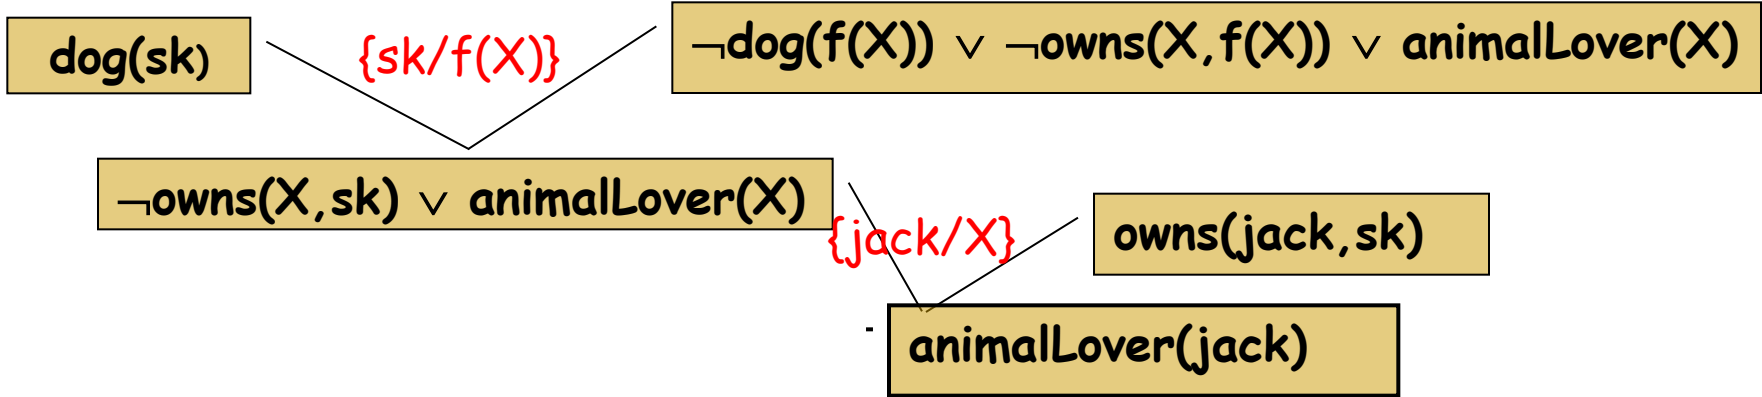 dog(sk)
{sk/f(X)}
¬dog(f(X)) ∨ ¬owns(X,f(X)) ∨ animalLover(X)
¬owns(X,sk) ∨ animalLover(X)
{jack/X}
owns(jack,sk)
animalLover(jack)